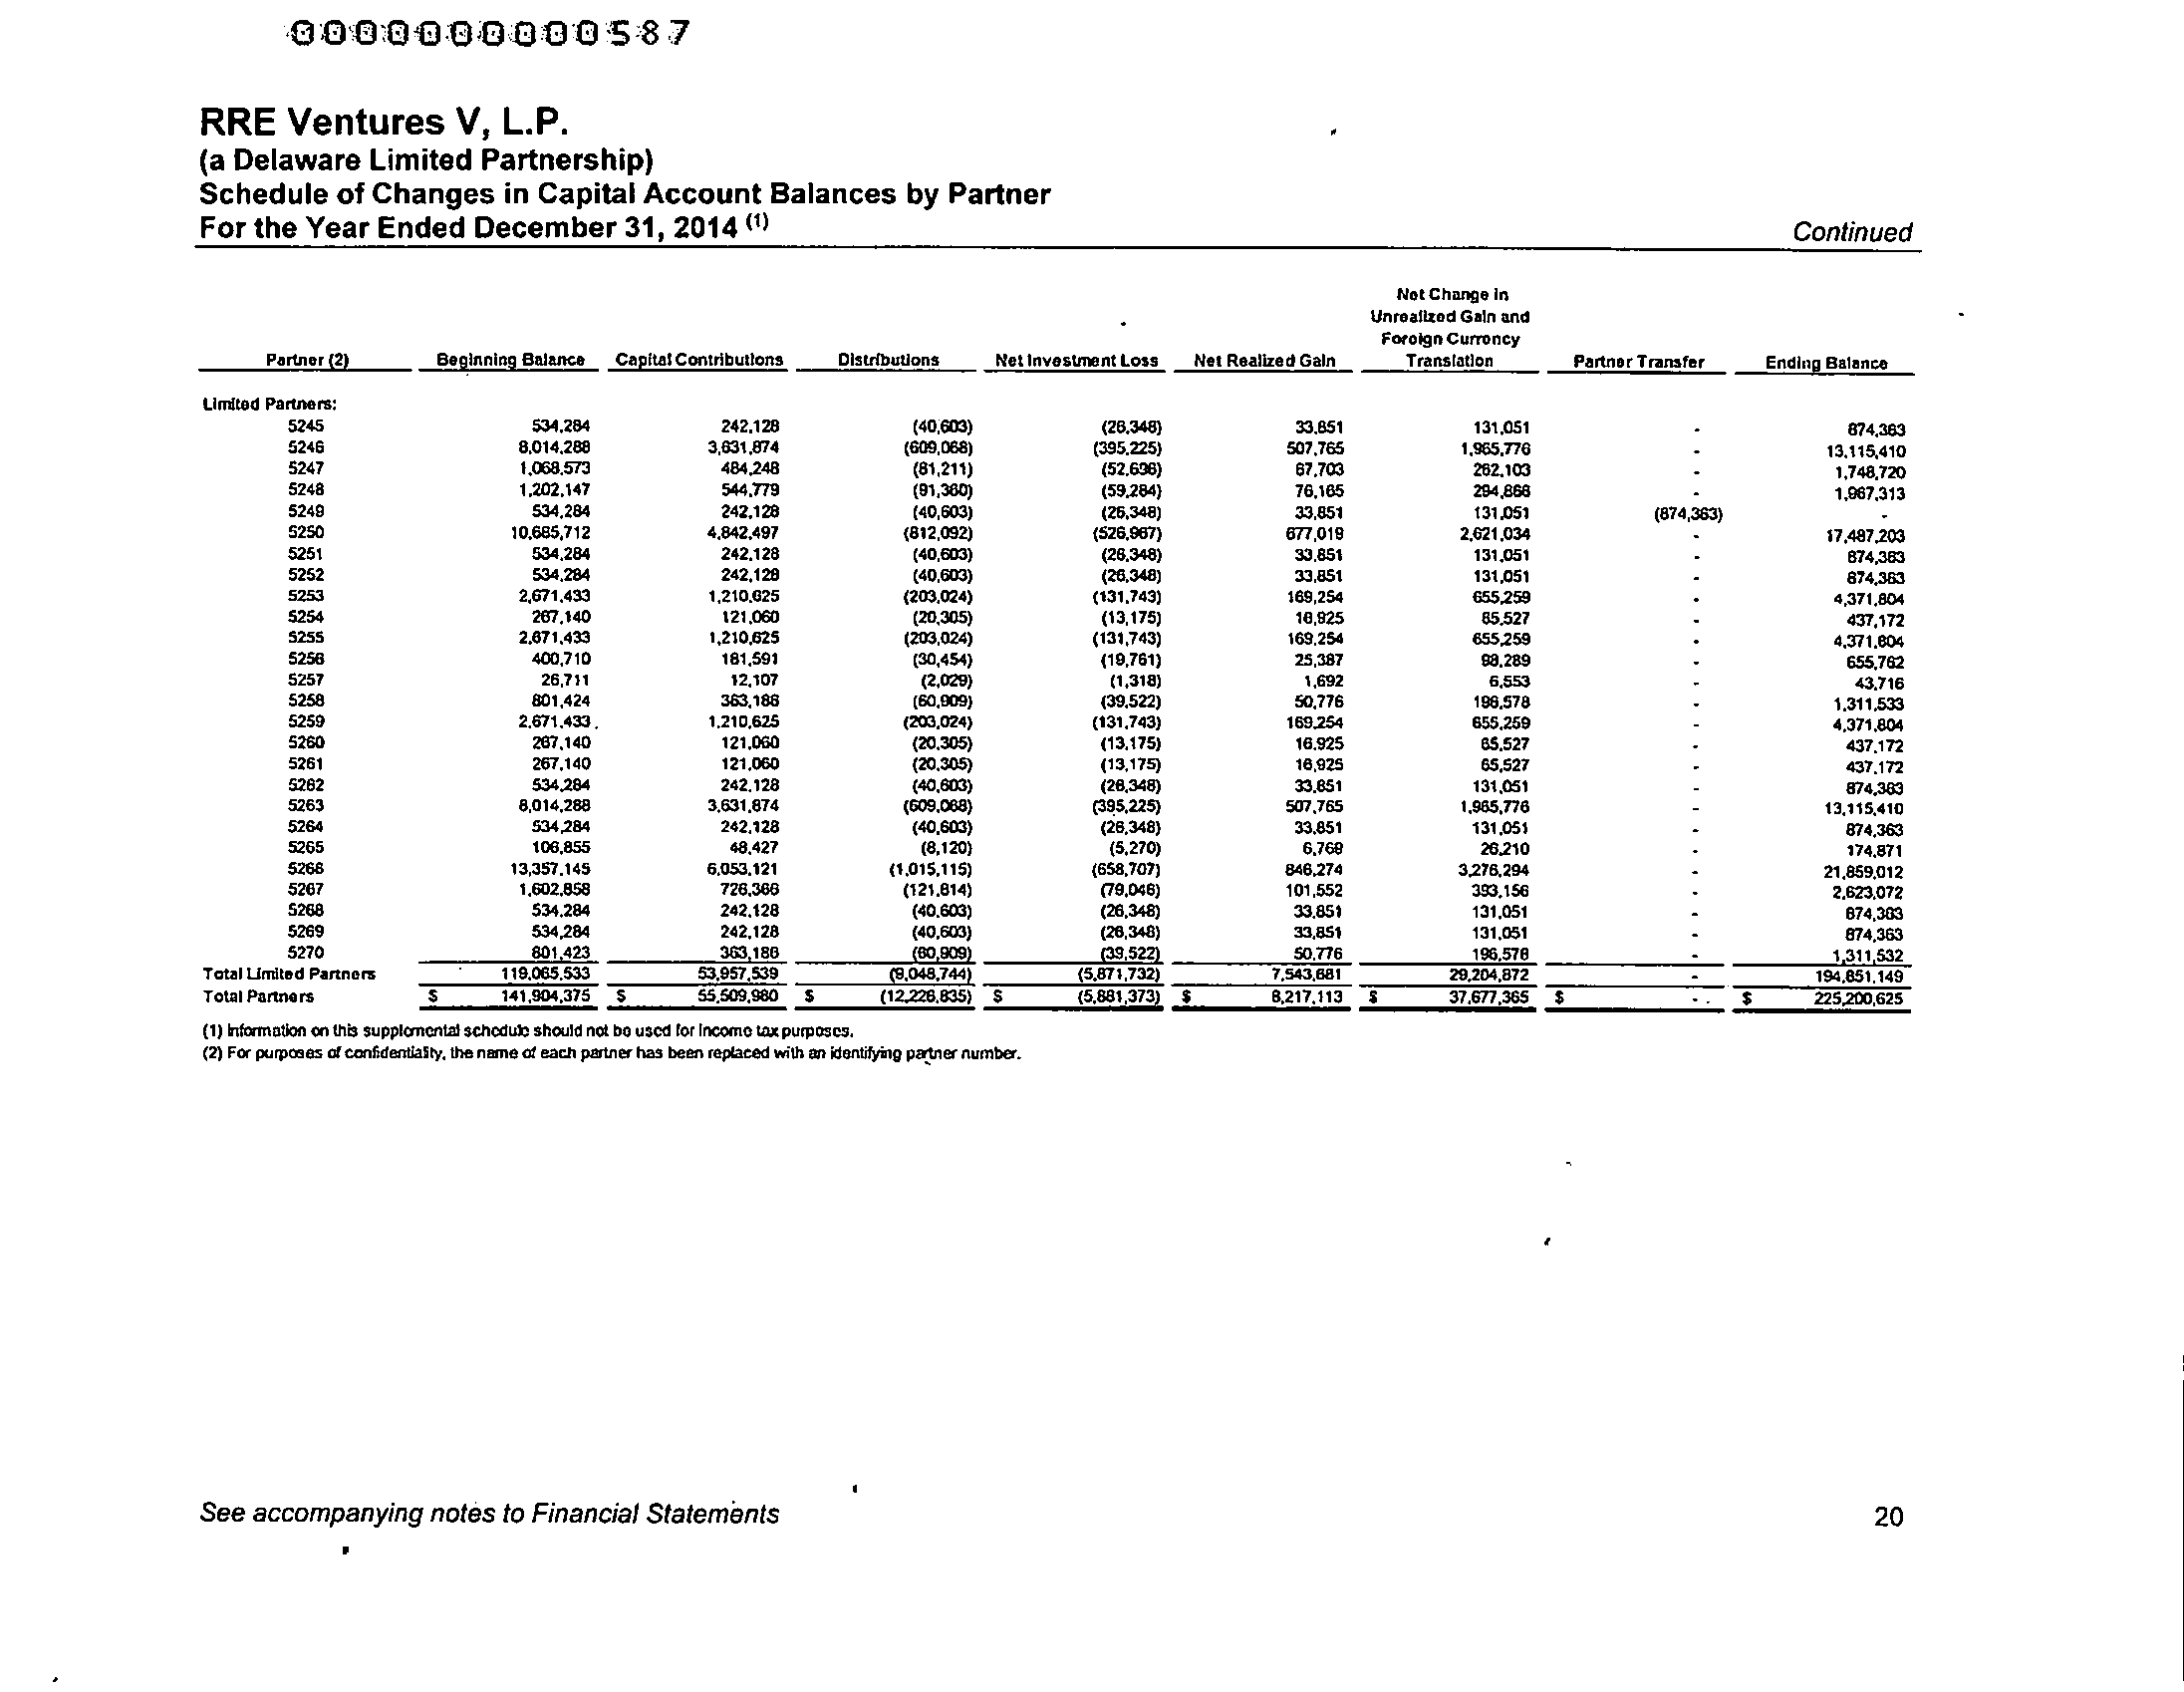 0000000000587
RRE Ventures V, L.P.
(a Delaware Limited Partnership)
Schedule of Changes in Capital Account Balances by Partner
For the Year Ended December 31, 2014 (1)
Continued
Net Change in
Unrealized Gain and
Foreign Currency
Partner (2) Beginning Balance Capital Contributions Distributions Net Investment Loss Net Realized Gain Translation Partner Transfer Ending Balance
Limited Partners:
5245 534,284 242,128 (40,603) (26,348) 33,851 131,051 - 874,363
5246 8,014,288 3,631,874 (609,068) (395,225) 507,765 1,965,776 - 13,115,410
5247 1,068,573 484,248 (81,211) (52,696) 67,703 262,103 - 1,748,720
5248 1,202,147 544,779 (91,360) (59,284) 76,165 294,866 - 1,967,313
5249 534,284 242,128 (40,603) (26,348) 33,851 131,051 (874,363) -
5250 10,685,712 4,842,497 (812,092) (526,967) 677,019 2,621,034 - 17,487,203
5251 534,284 242,128 (40,603) (26,348) 33,851 131,051 - 874,363
5252 534,284 242,128 (40,603) (26,348) 33,851 131,051 - 874,363
5253 2,671,433 1,210,625 (203,024) (131,743) 169,254 655,259 - 4,371,804
5254 267,140 121,060 (20,305) (13,175) 16,925 65,527 - 437,172
5255 2,671,433 1,210,625 (203,024) (131,743) 169,254 655,259 - 4,371,804
5256 400,710 181,591 (30,454) (19,761) 25,387 98,289 - 655,762
5257 26,711 12,107 (2,029) (1,318) 1,692 6,553 - 43,716
5258 801,424 363,186 (60,909) (39,522) 50,776 196,578 - 1,311,533
5259 2,671,433 1,210,625 (203,024) (131,743) 169,254 655,259 - 4,371,804
5260 267,140 121,060 (20,305) (13,175) 16,925 65,527 - 437,172
5261 267,140 121,060 (20,305) (13,175) 16,925 65,527 - 437,172
5262 534,284 242,128 (40,603) (26,348) 33,851 131,051 - 874,363
5263 8,014,288 3,631,874 (609,068) (395,225) 507,765 1,965,776 - 13,115,410
5264 534,284 242,128 (40,603) (26,348) 33,851 131,051 - 874,363
5265 106,855 48,427 (8,120) (5,270) 6,769 26,210 - 174,871
5266 13,357,145 6,053,121 (1,015,115) (658,707) 846,274 3,276,294 - 21,859,012
5267 1,602,858 726,366 (121,814) (79,046) 101,552 393,156 - 2,623,072
5268 534,284 242,128 (40,603) (26,348) 33,851 131,051 - 874,363
5269 534,284 242,128 (40,603) (26,348) 33,851 131,051 - 874,363
5270 801,423 363,186 (60,909) (39,522) 50,776 196,578 - 1,311,532
Total Limited Partners 119,065,533 53,957,539 (9,048,744) (5,871,732) 7,543,681 29,204,872 - 194,851,149
Total Partners $ 141,904,375 $ 55,509,980 $ (12,226,835) $ (5,881,373) $ 8,217,113 $ 37,677,365 $ - $ 225,200,625
(1) Information on this supplemental schedule should not be used for Income tax purposes.
(2) For purposes of confidentiality, the name of each partner has been replaced with an identifying partner number.
See accompanying notes to Financial Statements
20